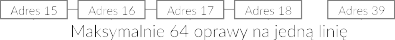 Adres 15 Adres 16 Adres 17 Adres 18 Adres 39
Maksymalnie 64 oprawy na jedną linię